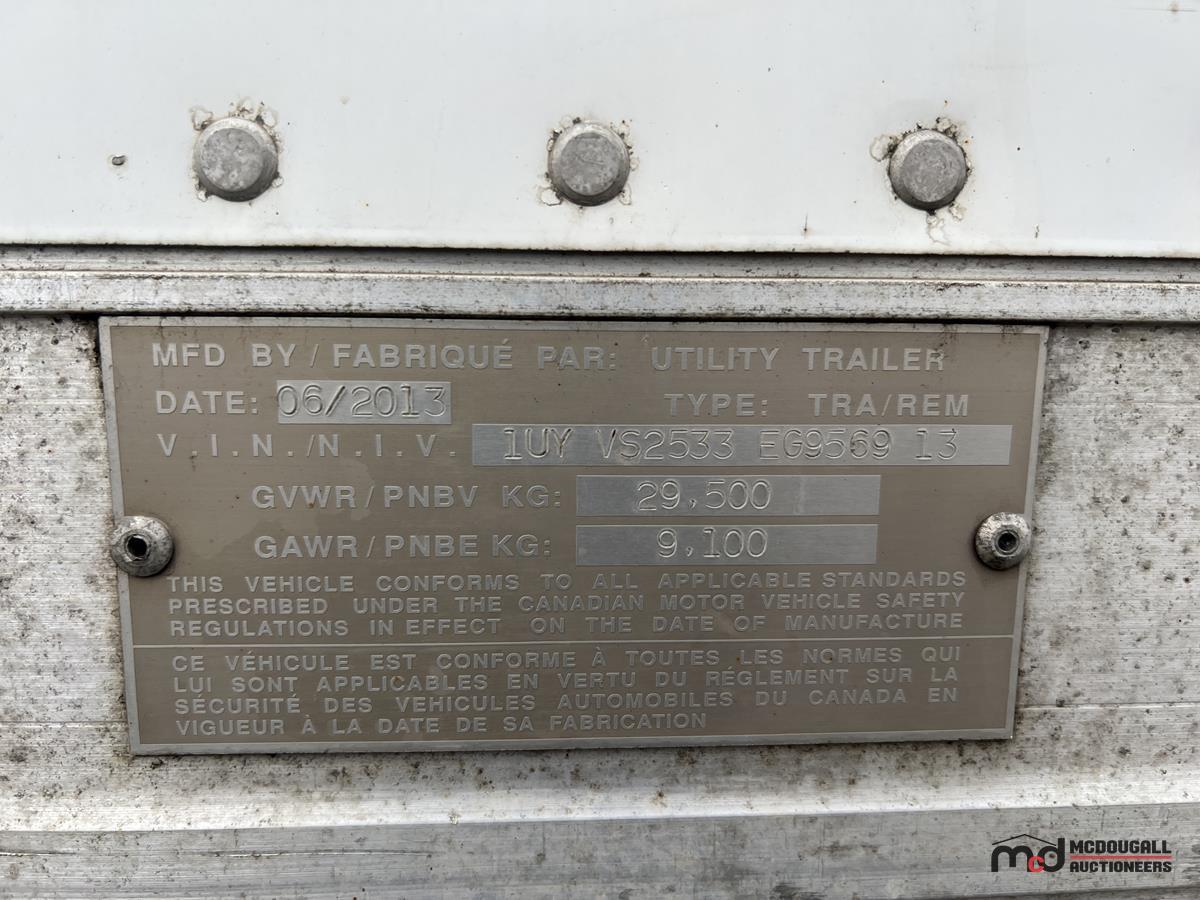 MFD BY / FABRIQUÉ PAR: UTILITY TRAILER
DATE: 06/2013 TYPE: TRA/REM
V.I.N./N.I.V. 1UY VS2533 EG9569 13
GVWR/PNBV KG: 29,500
GAWR/PNBE KG: 9,100
THIS VEHICLE CONFORMS TO ALL APPLICABLE STANDARDS
PRESCRIBED UNDER THE CANADIAN MOTOR VEHICLE SAFETY
REGULATIONS IN EFFECT ON THE DATE OF MANUFACTURE
CE VÉHICULE EST CONFORME À TOUTES LES NORMES QUI
LUI SONT APPLICABLES EN VERTU DU RÉGLEMENT SUR LA
SÉCURITÉ DES VEHICULES AUTOMOBILES DU CANADA EN
VIGUEUR À LA DATE DE SA FABRICATION
mcd MCDOUGALL
AUCTIONEERS